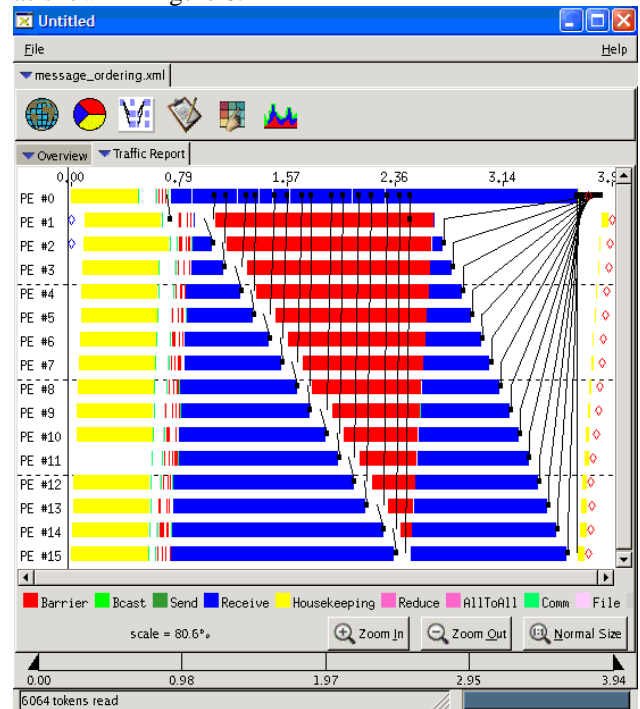 Untitled
File Help
message_ordering.xml
Overview Traffic Report
0.00 0.79 1.57 2.36 3.14 3.9
PE #0
PE #1
PE #2
PE #3
PE #4
PE #5
PE #6
PE #7
PE #8
PE #9
PE #10
PE #11
PE #12
PE #13
PE #14
PE #15
Barrier Bcast Send Receive Housekeeping Reduce AllToAll Comm File
scale = 80.6% Zoom In Zoom Out Normal Size
0.00 0.98 1.97 2.95 3.94
6064 tokens read